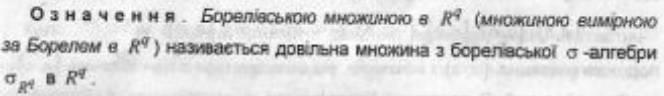 Означення. Борелівською множиною в R^q (множиною вимірною
за Борелем в R^q) називається довільна множина з борелівської σ-алгебри
σ_{R^q} в R^q.